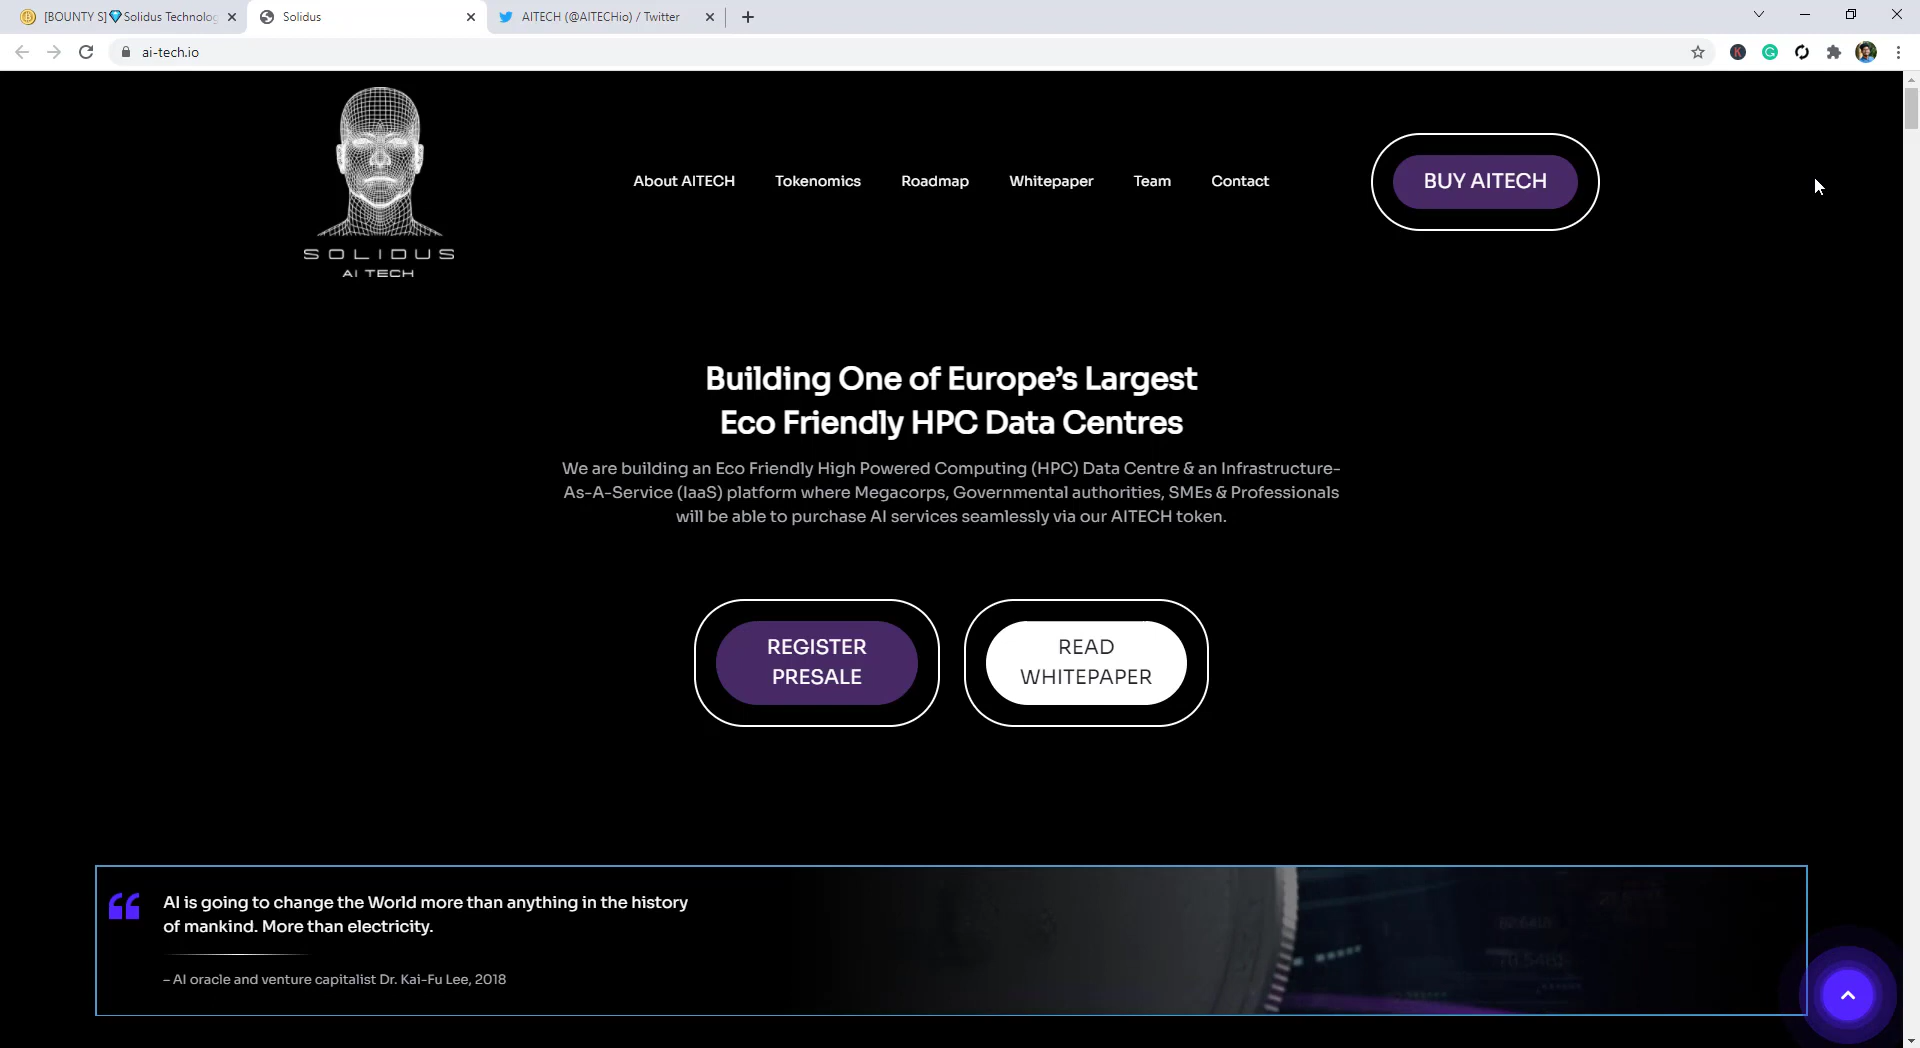 [BOUNTY S]💎Solidus Technolog
Solidus
AITECH (@AITECHio) / Twitter
ai-tech.io
SOLIDUS
AI TECH
About AITECH
Tokenomics
Roadmap
Whitepaper
Team
Contact
BUY AITECH
Building One of Europe’s Largest
Eco Friendly HPC Data Centres
We are building an Eco Friendly High Powered Computing (HPC) Data Centre & an Infrastructure-
As-A-Service (IaaS) platform where Megacorps, Governmental authorities, SMEs & Professionals
will be able to purchase AI services seamlessly via our AITECH token.
REGISTER
PRESALE
READ
WHITEPAPER
AI is going to change the World more than anything in the history
of mankind. More than electricity.
– AI oracle and venture capitalist Dr. Kai-Fu Lee, 2018